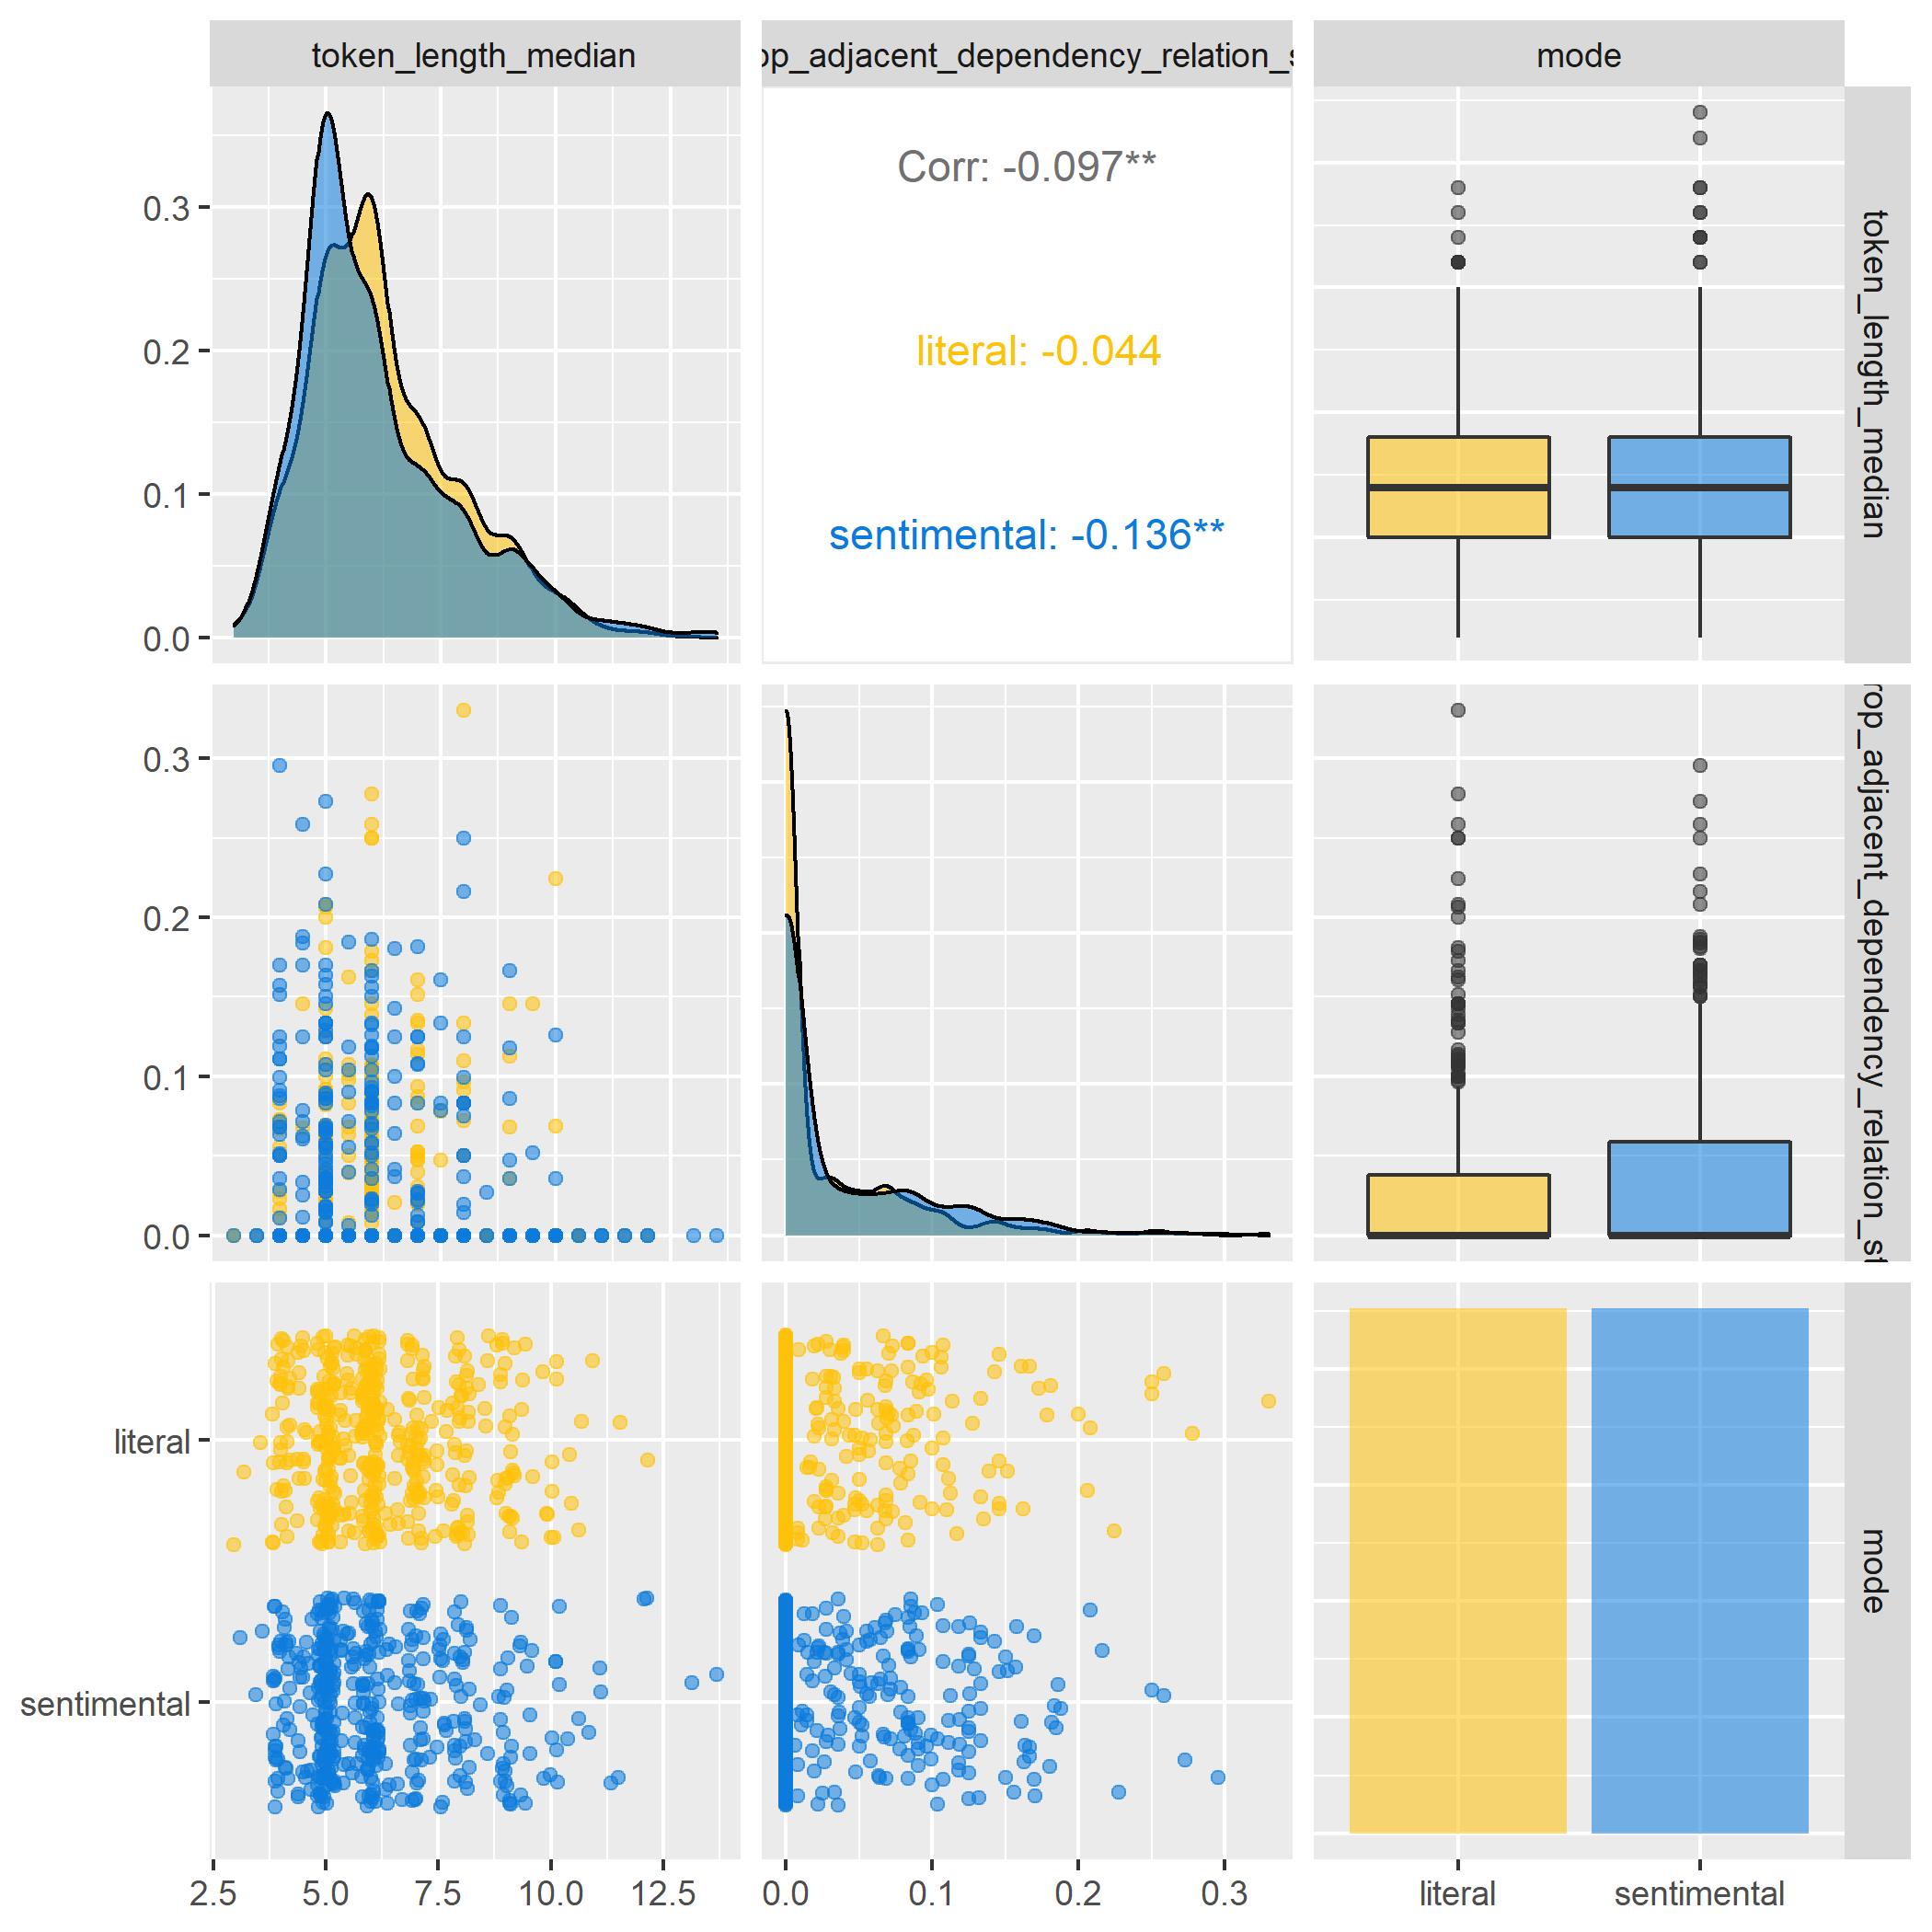 token_length_median
op_adjacent_dependency_relation_s
mode
0.3
0.2
0.1
0.0
Corr: -0.097**
literal: -0.044
sentimental: -0.136**
token_length_median
0.3
0.2
0.1
0.0
rop_adjacent_dependency_relation_st
literal
sentimental
mode
2.5 5.0 7.5 10.0 12.5
0.0 0.1 0.2 0.3
literal sentimental